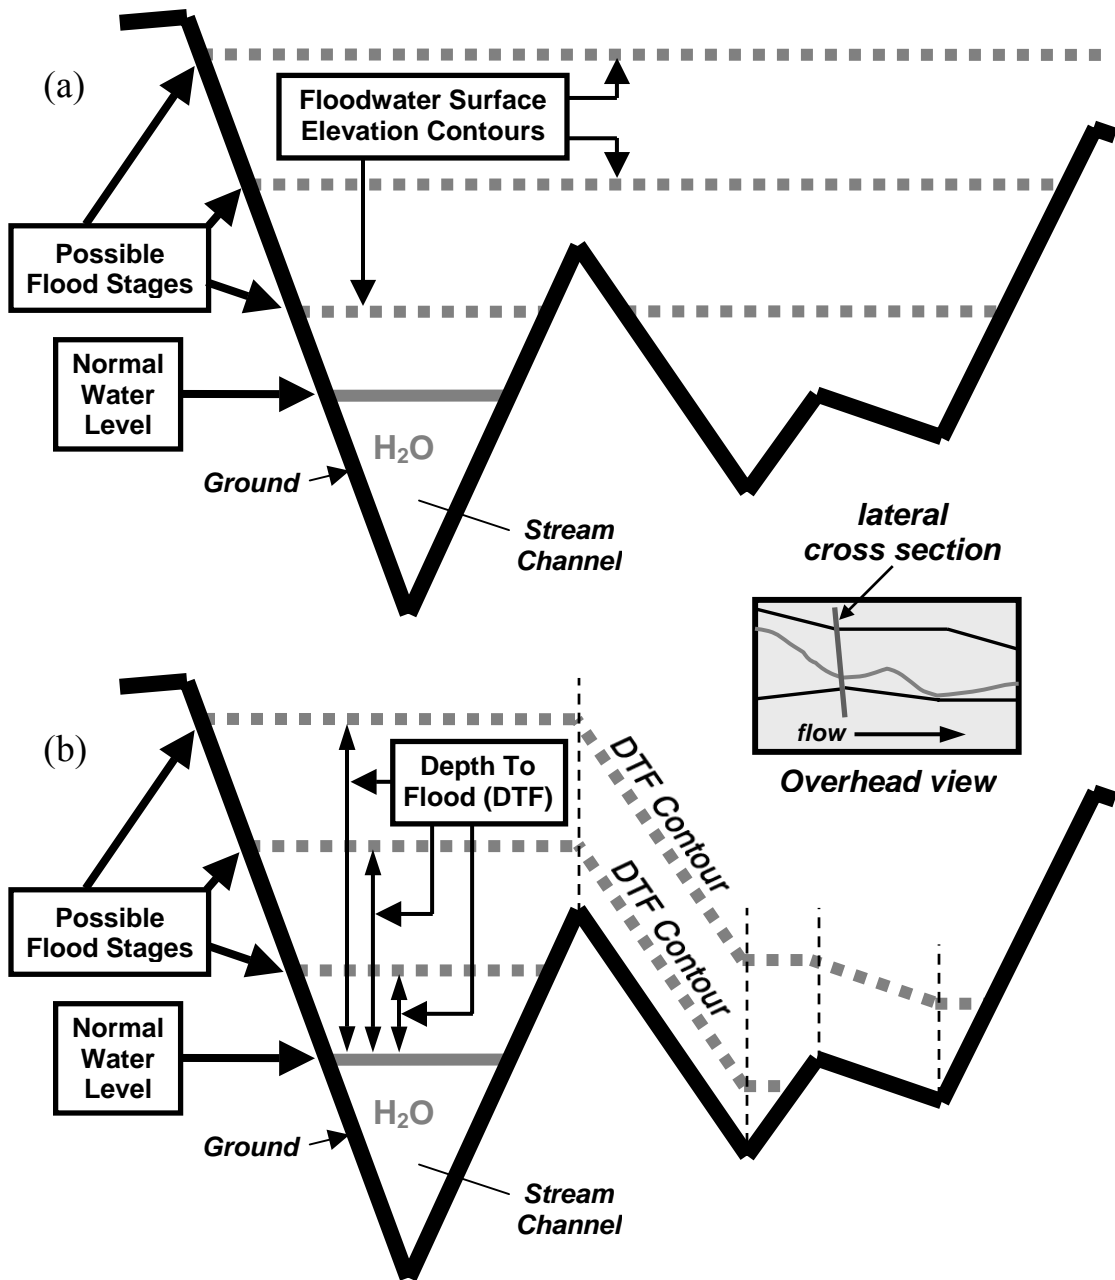 (a)
Floodwater Surface
Elevation Contours
Possible
Flood Stages
Normal
Water
Level
H₂O
Ground
Stream
Channel
lateral
cross section
flow
Overhead view
(b)
Depth To
Flood (DTF)
DTF Contour
DTF Contour
Possible
Flood Stages
Normal
Water
Level
H₂O
Ground
Stream
Channel